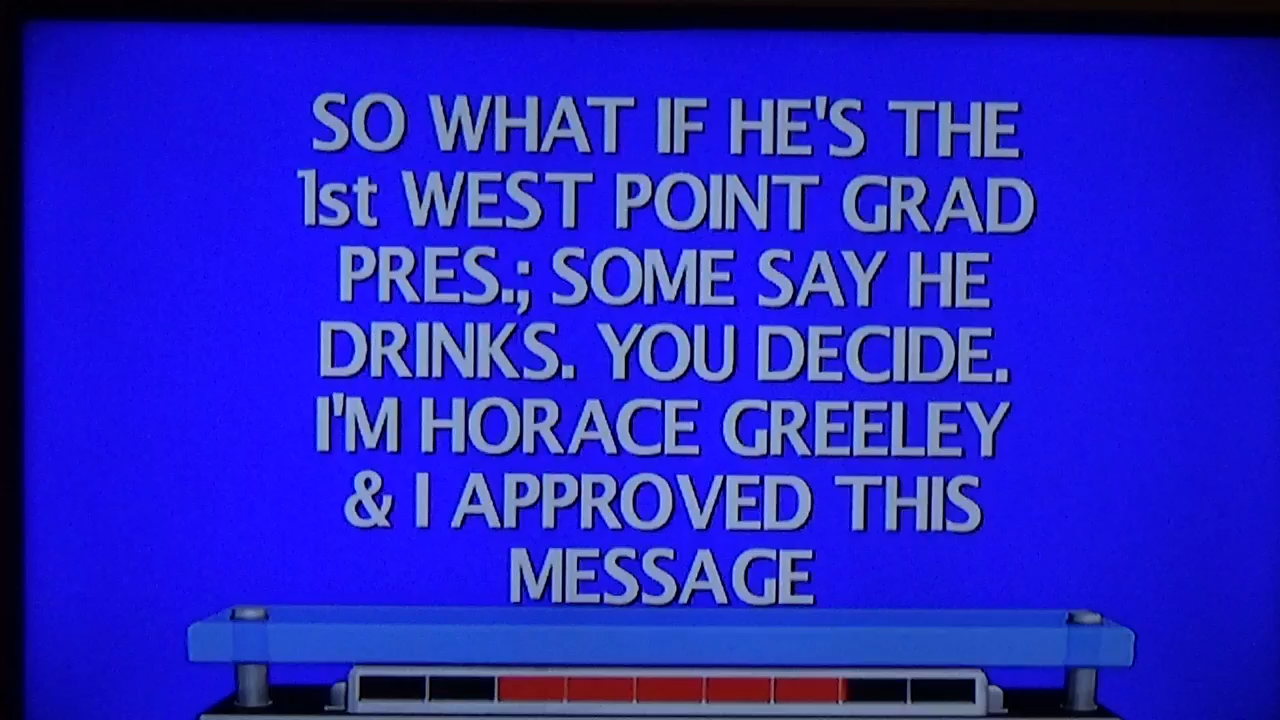 SO WHAT IF HE'S THE
1st WEST POINT GRAD
PRES.; SOME SAY HE
DRINKS. YOU DECIDE.
I'M HORACE GREELEY
& I APPROVED THIS
MESSAGE